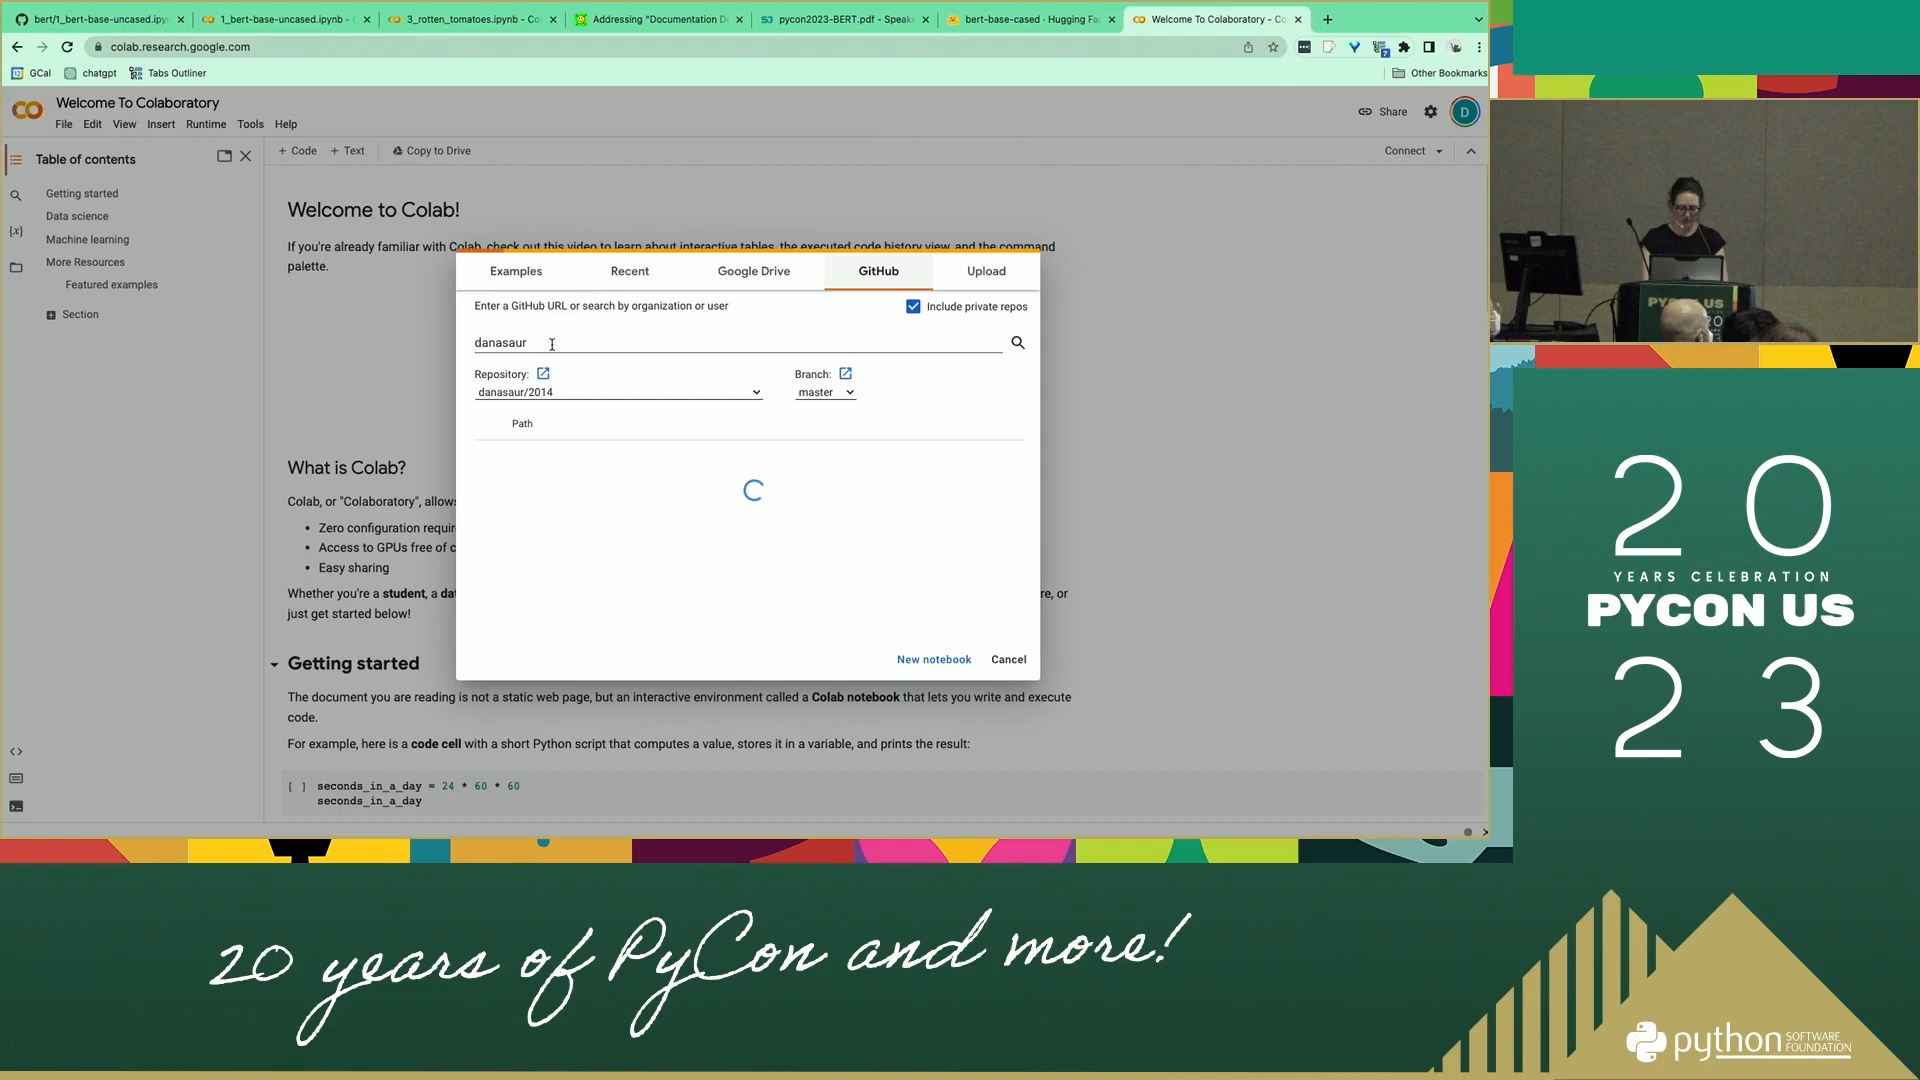 bert/1_bert-base-uncased.ipyn
1_bert-base-uncased.ipynb - C
3_rotten_tomatoes.ipynb - Co
Addressing "Documentation D
pycon2023-BERT.pdf - Speake
bert-base-cased · Hugging Fa
Welcome To Colaboratory - Co
colab.research.google.com
GCal
chatgpt
Tabs Outliner
Other Bookmarks
Welcome To Colaboratory
File Edit View Insert Runtime Tools Help
Share
D
Table of contents
+ Code + Text
Copy to Drive
Connect
Getting started
Data science
Machine learning
More Resources
Featured examples
Section
Welcome to Colab!
If you're already familiar with Colab, check out this video to learn about interactive tables, the executed code history view, and the command
palette.
Examples Recent Google Drive GitHub Upload
Enter a GitHub URL or search by organization or user
Include private repos
danasaur
Repository:
Branch:
danasaur/2014
master
Path
New notebook
Cancel
What is Colab?
Colab, or "Colaboratory", allows
Zero configuration requir
Access to GPUs free of c
Easy sharing
Whether you're a student, a dat
re, or
just get started below!
Getting started
The document you are reading is not a static web page, but an interactive environment called a Colab notebook that lets you write and execute
code.
For example, here is a code cell with a short Python script that computes a value, stores it in a variable, and prints the result:
[ ] seconds_in_a_day = 24 * 60 * 60
seconds_in_a_day
PYCON US
20
20
YEARS CELEBRATION
PYCON US
23
20 years of PyCon and more!
python SOFTWARE
FOUNDATION